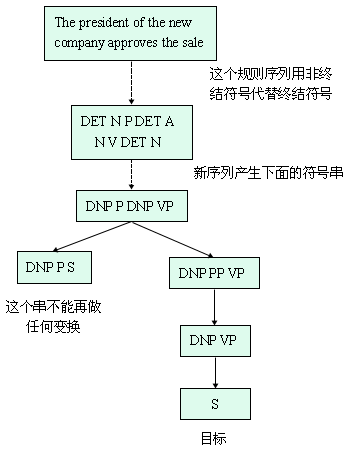 The president of the new
company approves the sale
这个规则序列用非终
结符号代替终结符号
DET N P DET A
N V DET N
新序列产生下面的符号串
DNP P DNP VP
DNP P S
DNP PP VP
这个串不能再做
任何变换
DNP VP
S
目标